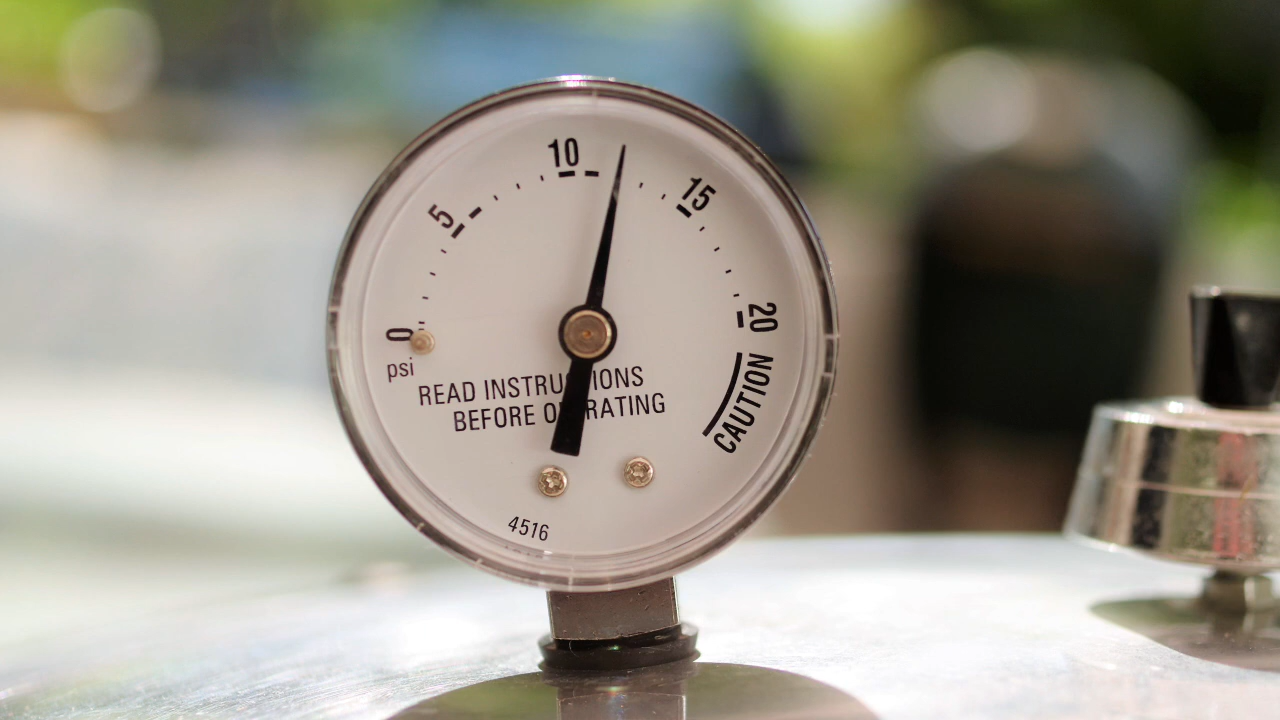 10
5
15
0
20
psi
READ INSTRUCTIONS
BEFORE OPERATING
CAUTION
4516